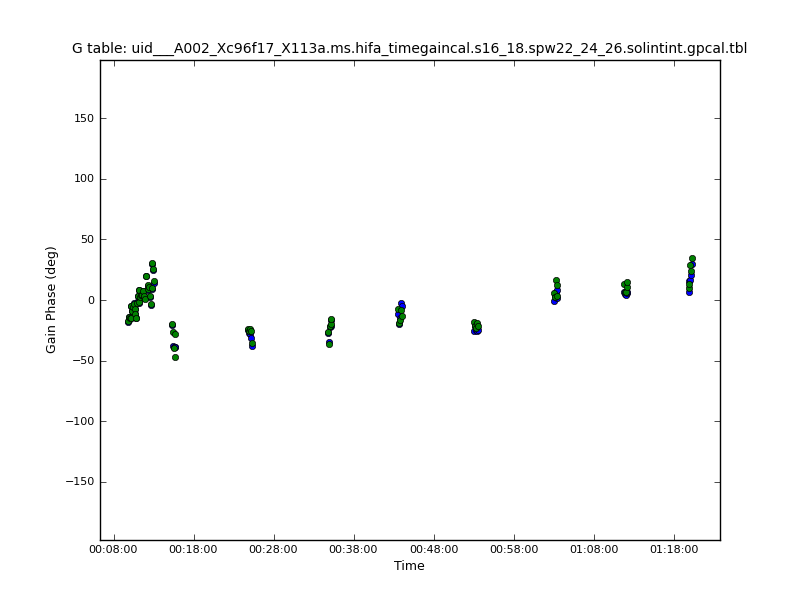 G table: uid___A002_Xc96f17_X113a.ms.hifa_timegaincal.s16_18.spw22_24_26.solintint.gpcal.tbl
150
100
50
0
−50
−100
−150
Gain Phase (deg)
00:08:00 00:18:00 00:28:00 00:38:00 00:48:00 00:58:00 01:08:00 01:18:00
Time